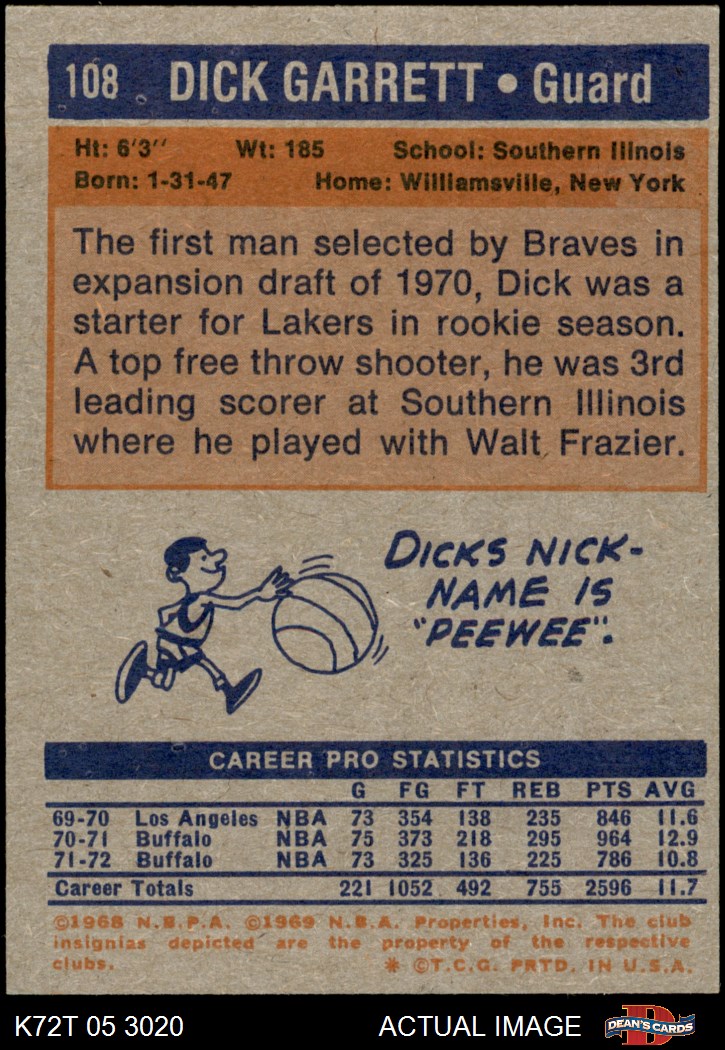 108 DICK GARRETT • Guard
Ht: 6'3'' Wt: 185 School: Southern Illinois
Born: 1-31-47 Home: Williamsville, New York
The first man selected by Braves in
expansion draft of 1970, Dick was a
starter for Lakers in rookie season.
A top free throw shooter, he was 3rd
leading scorer at Southern Illinois
where he played with Walt Frazier.
DICKS NICK-
NAME IS
"PEEWEE".
CAREER PRO STATISTICS
G FG FT REB PTS AVG
69-70 Los Angeles NBA 73 354 138 235 846 11.6
70-71 Buffalo NBA 75 373 218 295 964 12.9
71-72 Buffalo NBA 73 325 136 225 786 10.8
Career Totals 221 1052 492 755 2596 11.7
©1968 N.B.P.A. ©1969 N.B.A. Properties, Inc. The club
insignias depicted are the property of the respective
clubs. * ©T.C.G. PRTD. IN U.S.A.
K72T 05 3020 ACTUAL IMAGE DEAN'S CARDS